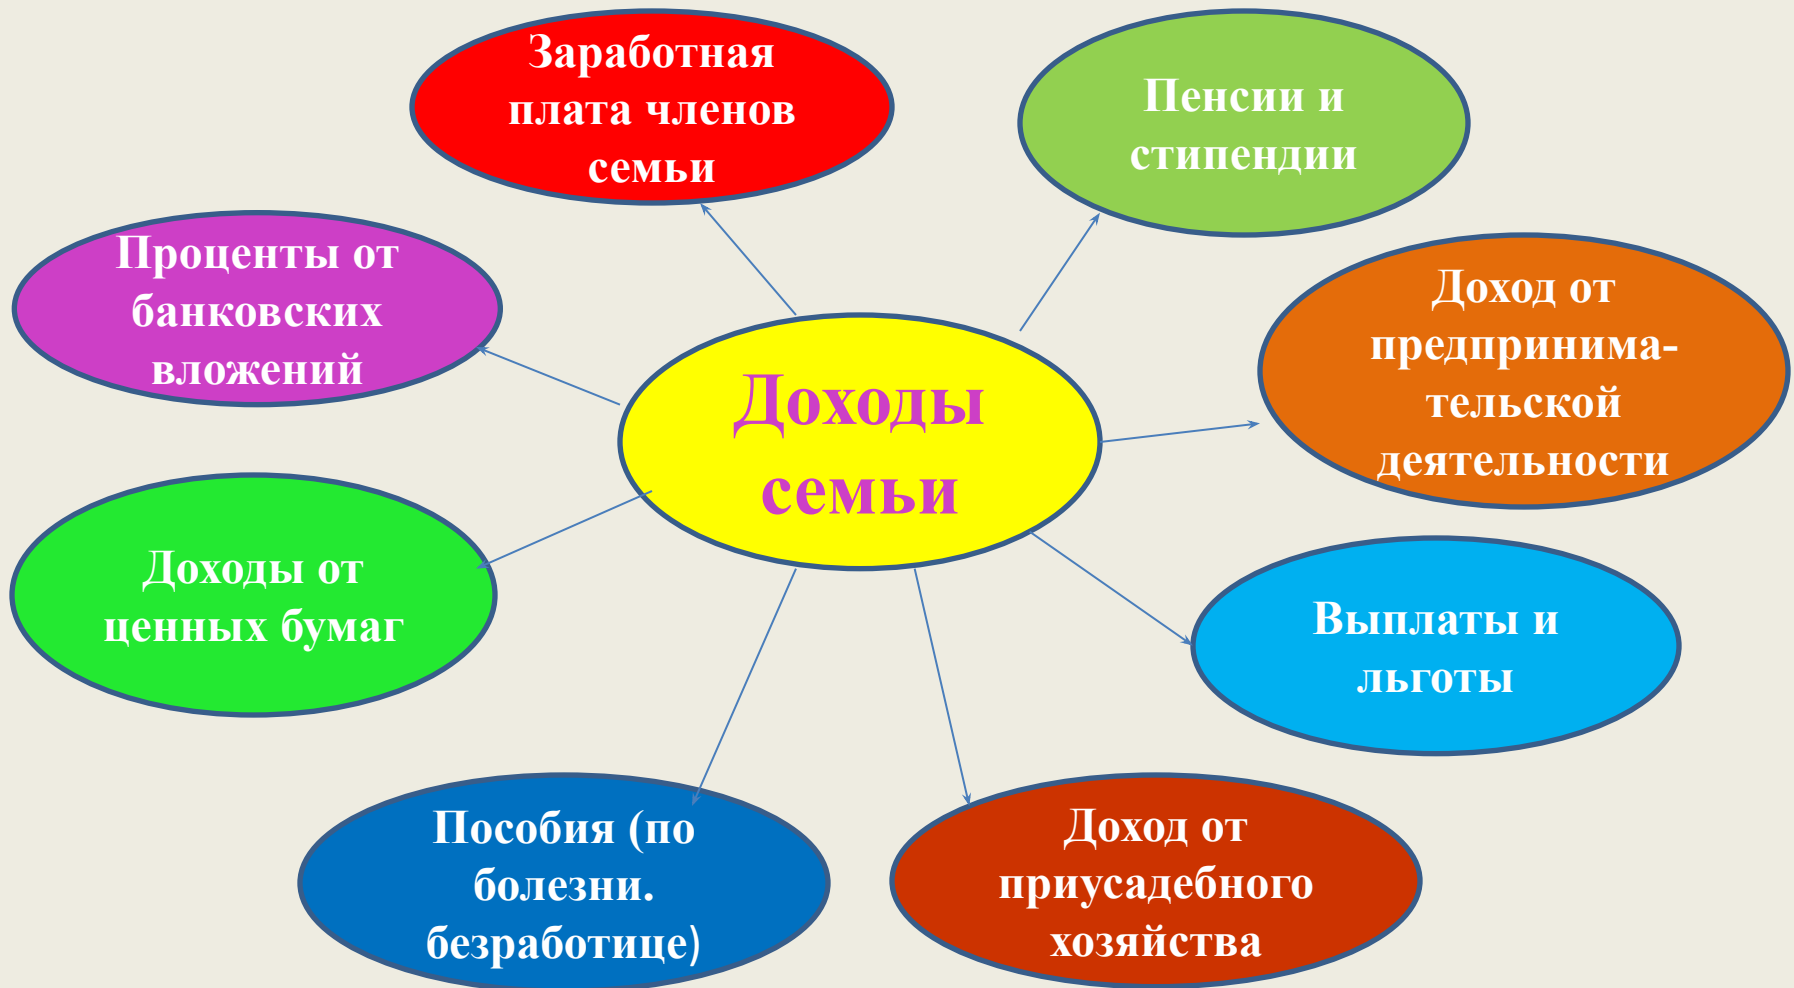 Заработная
плата членов
семьи
Пенсии и
стипендии
Проценты от
банковских
вложений
Доход от
предпринима-
тельской
деятельности
Доходы
семьи
Доходы от
ценных бумаг
Выплаты и
льготы
Пособия (по
болезни.
безработице)
Доход от
приусадебного
хозяйства